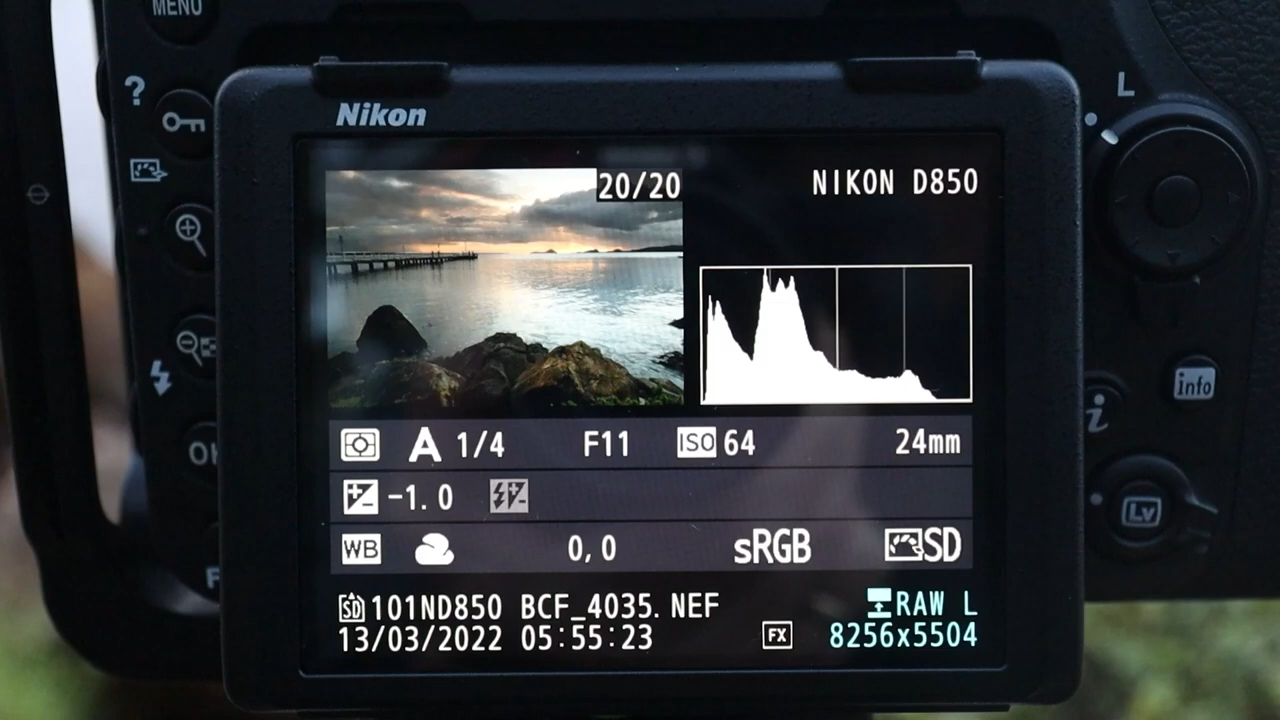 MENU
?
L
Nikon
20/20
NIKON D850
info
i
A 1/4 F11 ISO 64 24mm
-1.0
OK
Lv
WB 0,0 sRGB SD
F
SD 101ND850 BCF_4035.NEF RAW L
13/03/2022 05:55:23 FX 8256x5504